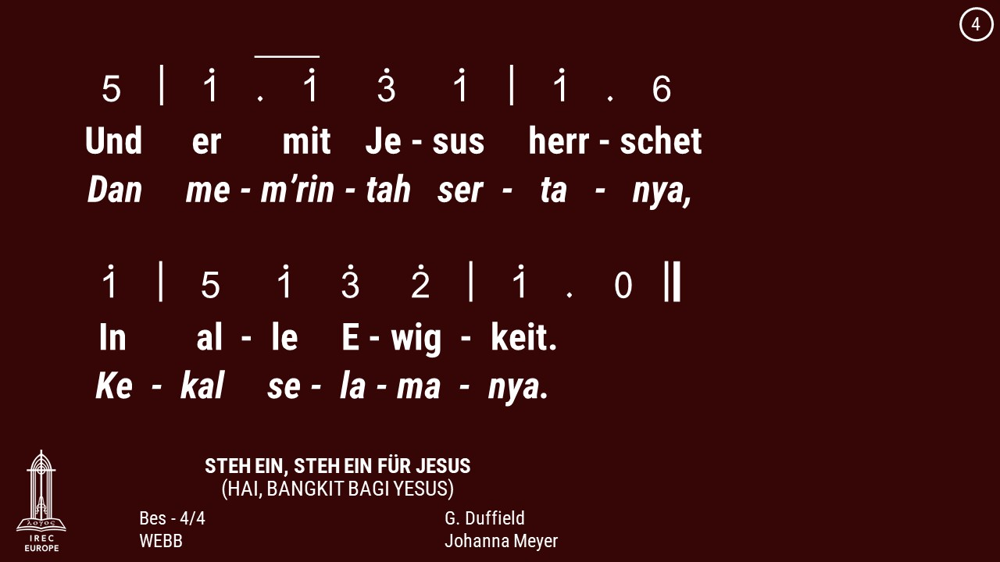 4
5 | 1̇ . 1̇ 3̇ 1̇ | 1̇ . 6
Und er mit Je - sus herr - schet
Dan me - m’rin - tah ser - ta - nya,
1̇ | 5 1̇ 3̇ 2̇ | 1̇ . 0 ||
In al - le E - wig - keit.
Ke - kal se - la - ma - nya.
STEH EIN, STEH EIN FÜR JESUS
(HAI, BANGKIT BAGI YESUS)
Bes - 4/4 G. Duffield
WEBB Johanna Meyer
λογος
IREC
EUROPE